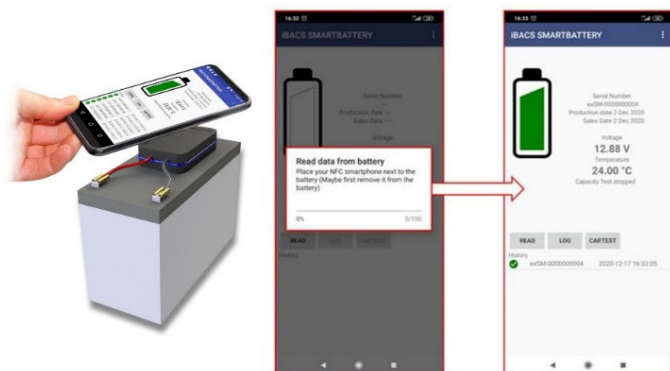 16:32
iBACS SMARTBATTERY
Serial Number
Production date
Sales Date
Voltage
Read data from battery
Place your NFC smartphone next to the
battery (Maybe first remove it from the
battery)
0/100
READ LOG CAPTEST
History
16:33
iBACS SMARTBATTERY
Serial Number
exSM-0000000004
Production date 2 Dec 2020
Sales Date 2 Dec 2020
Voltage
12.88 V
Temperature
24.00 °C
Capacity Test stopped
READ LOG CAPTEST
History
exSM-0000000004 2020-12-17 16:33:05